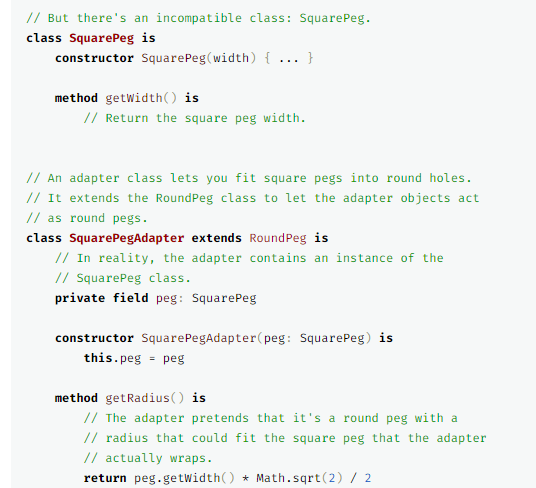 // But there's an incompatible class: SquarePeg.
class SquarePeg is
    constructor SquarePeg(width) { ... }

    method getWidth() is
        // Return the square peg width.


// An adapter class lets you fit square pegs into round holes.
// It extends the RoundPeg class to let the adapter objects act
// as round pegs.
class SquarePegAdapter extends RoundPeg is
    // In reality, the adapter contains an instance of the
    // SquarePeg class.
    private field peg: SquarePeg

    constructor SquarePegAdapter(peg: SquarePeg) is
        this.peg = peg

    method getRadius() is
        // The adapter pretends that it's a round peg with a
        // radius that could fit the square peg that the adapter
        // actually wraps.
        return peg.getWidth() * Math.sqrt(2) / 2